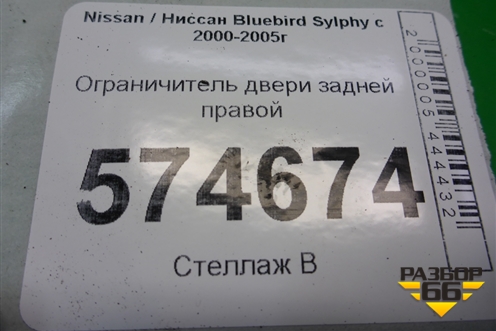 Nissan / Ниссан Bluebird Sylphy с
2000-2005г
Ограничитель двери задней
правой
574674
Стеллаж В
2000005444432
РАЗБОР
66